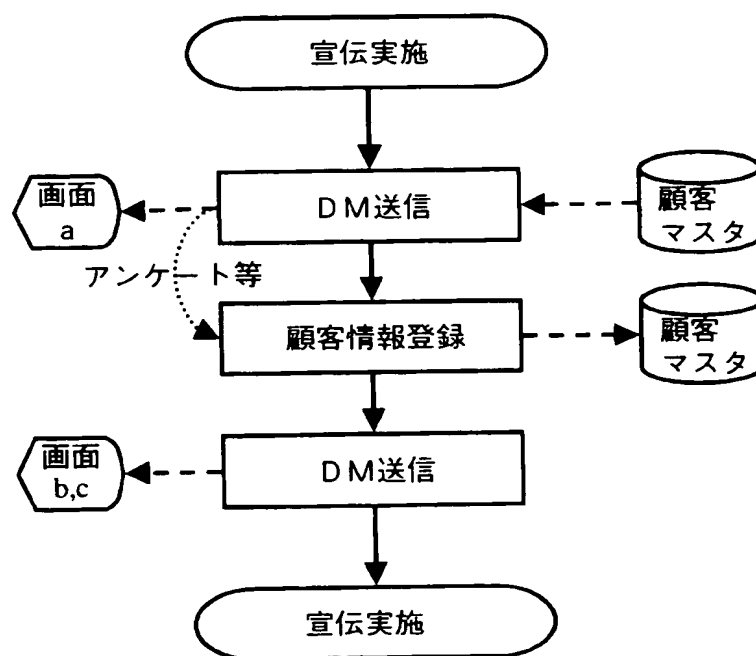 宣伝実施
画面
a
DM送信
顧客
マスタ
アンケート等
顧客情報登録
顧客
マスタ
画面
b,c
DM送信
宣伝実施